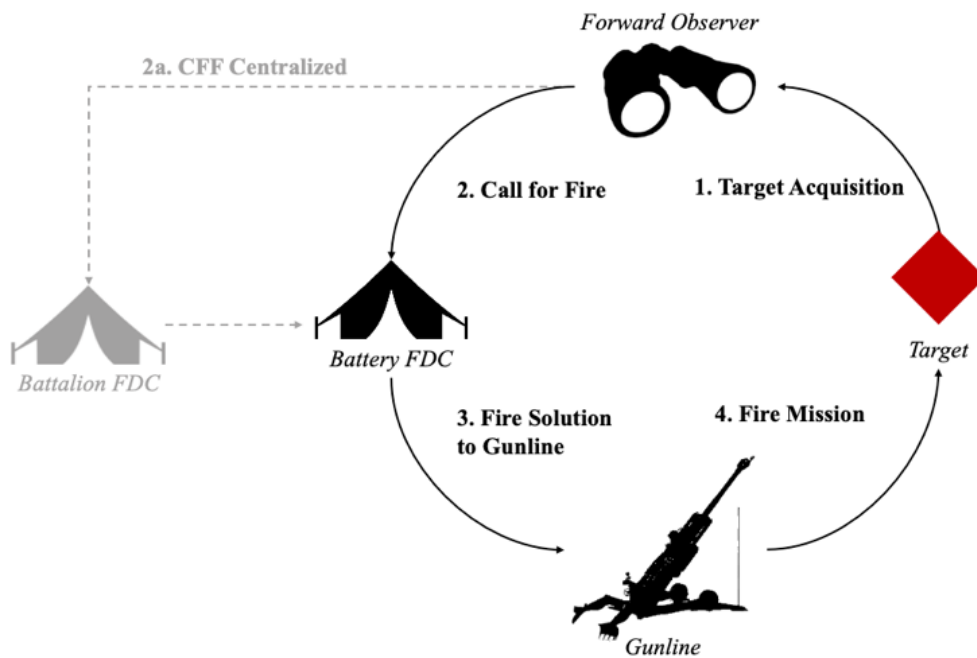 Forward Observer
2a. CFF Centralized
2. Call for Fire
1. Target Acquisition
Battalion FDC
Battery FDC
Target
3. Fire Solution
to Gunline
4. Fire Mission
Gunline